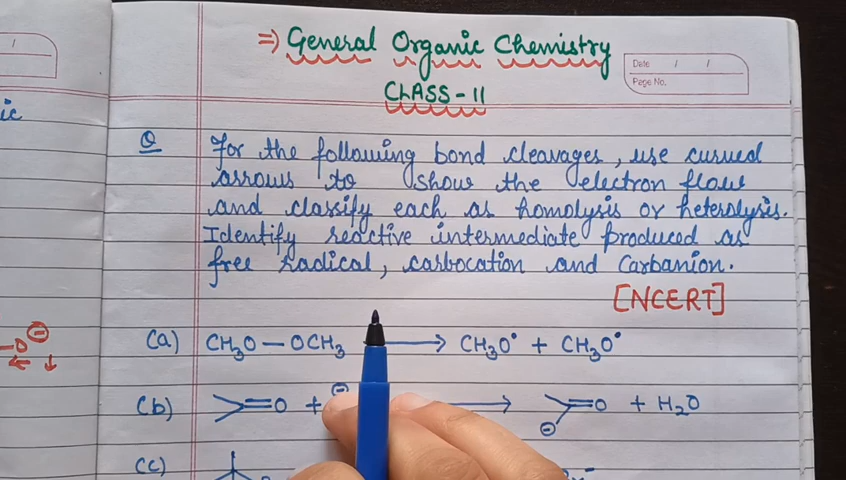 ⇒ General Organic Chemistry
CLASS - 11
Date / /
Page No.
ic
Q For the following bond cleavages, use curved
arrows to show the electron flow
and classify each as homolysis or heterolysis.
Identify reactive intermediate produced as
free radical, carbocation and Carbanion.
[NCERT]
(a) CH₃O — OCH₃ → CH₃O• + CH₃O•
(b) =O + ⊖ → ⊖ =O + H₂O
(c)